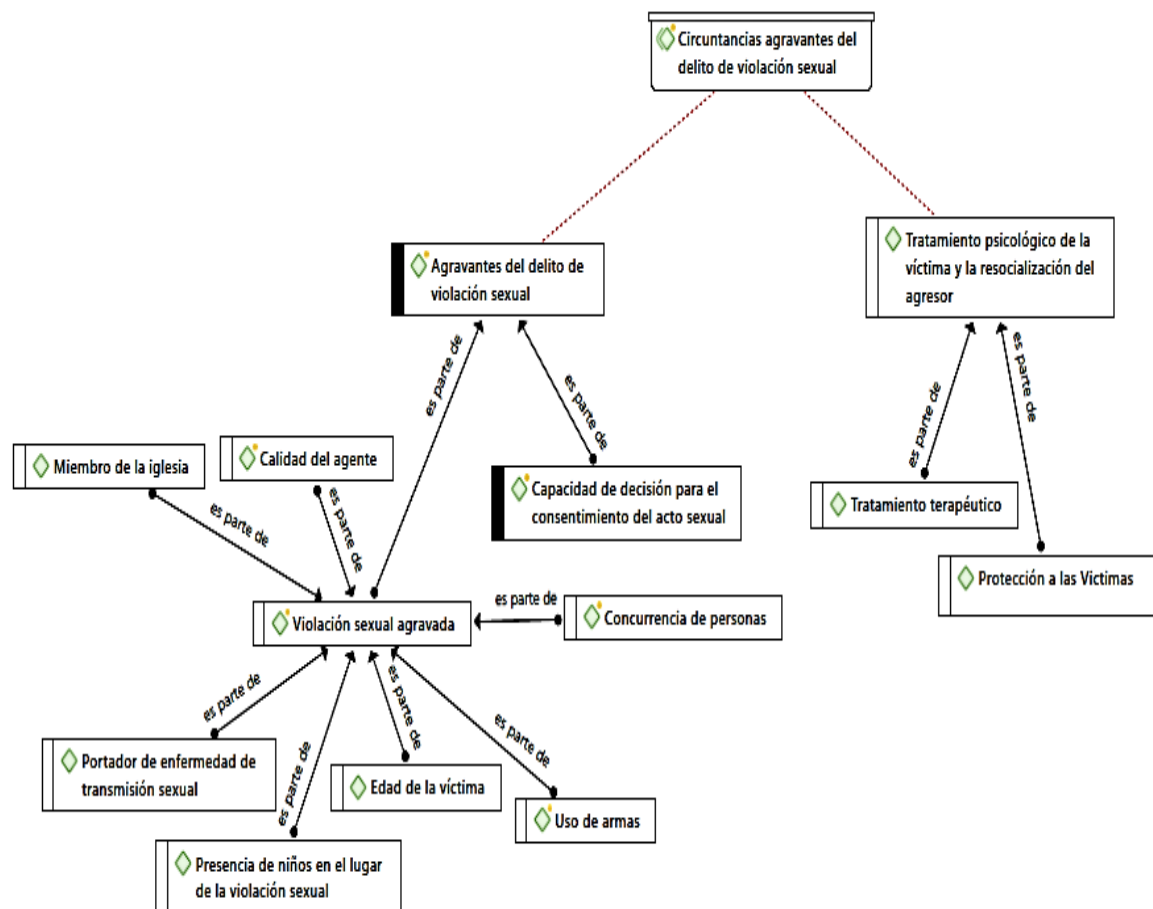 Circuntancias agravantes del
delito de violación sexual
Agravantes del delito de
violación sexual
Tratamiento psicológico de la
víctima y la resocialización del
agresor
es parte de
es parte de
es parte de
es parte de
Miembro de la iglesia
Calidad del agente
Capacidad de decisión para el
consentimiento del acto sexual
Tratamiento terapéutico
es parte de
es parte de
Protección a las Victimas
Violación sexual agravada
es parte de
Concurrencia de personas
es parte de
es parte de
es parte de
es parte de
Portador de enfermedad de
transmisión sexual
Edad de la víctima
Uso de armas
Presencia de niños en el lugar
de la violación sexual